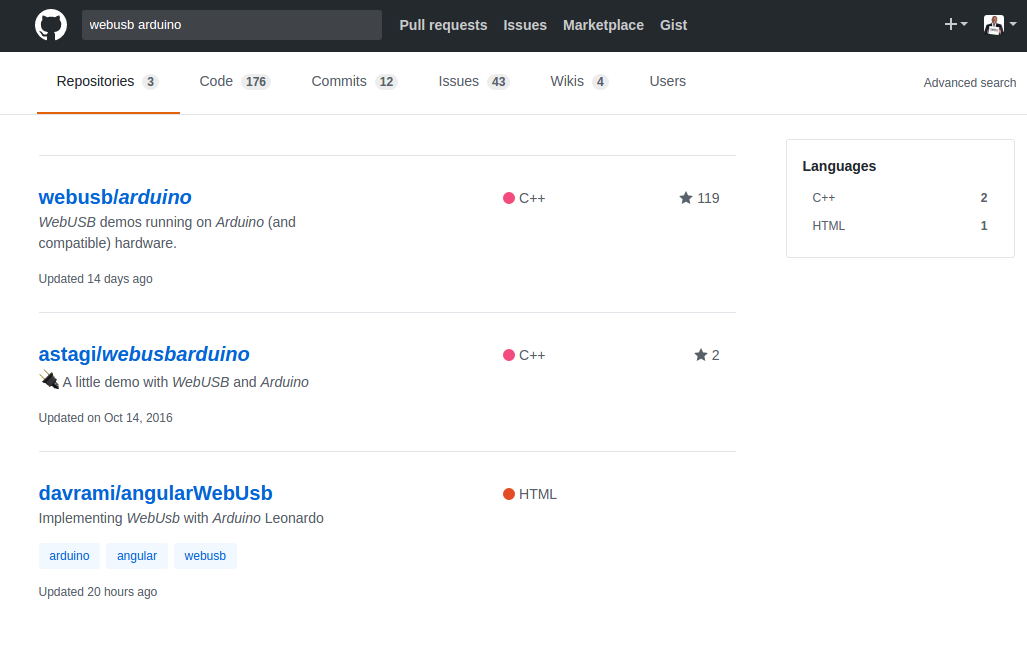 webusb arduino Pull requests Issues Marketplace Gist
Repositories 3 Code 176 Commits 12 Issues 43 Wikis 4 Users Advanced search
webusb/arduino C++ 119
WebUSB demos running on Arduino (and
compatible) hardware.
Updated 14 days ago
astagi/webusbarduino C++ 2
A little demo with WebUSB and Arduino
Updated on Oct 14, 2016
davrami/angularWebUsb HTML
Implementing WebUsb with Arduino Leonardo
arduino angular webusb
Updated 20 hours ago
Languages
C++ 2
HTML 1